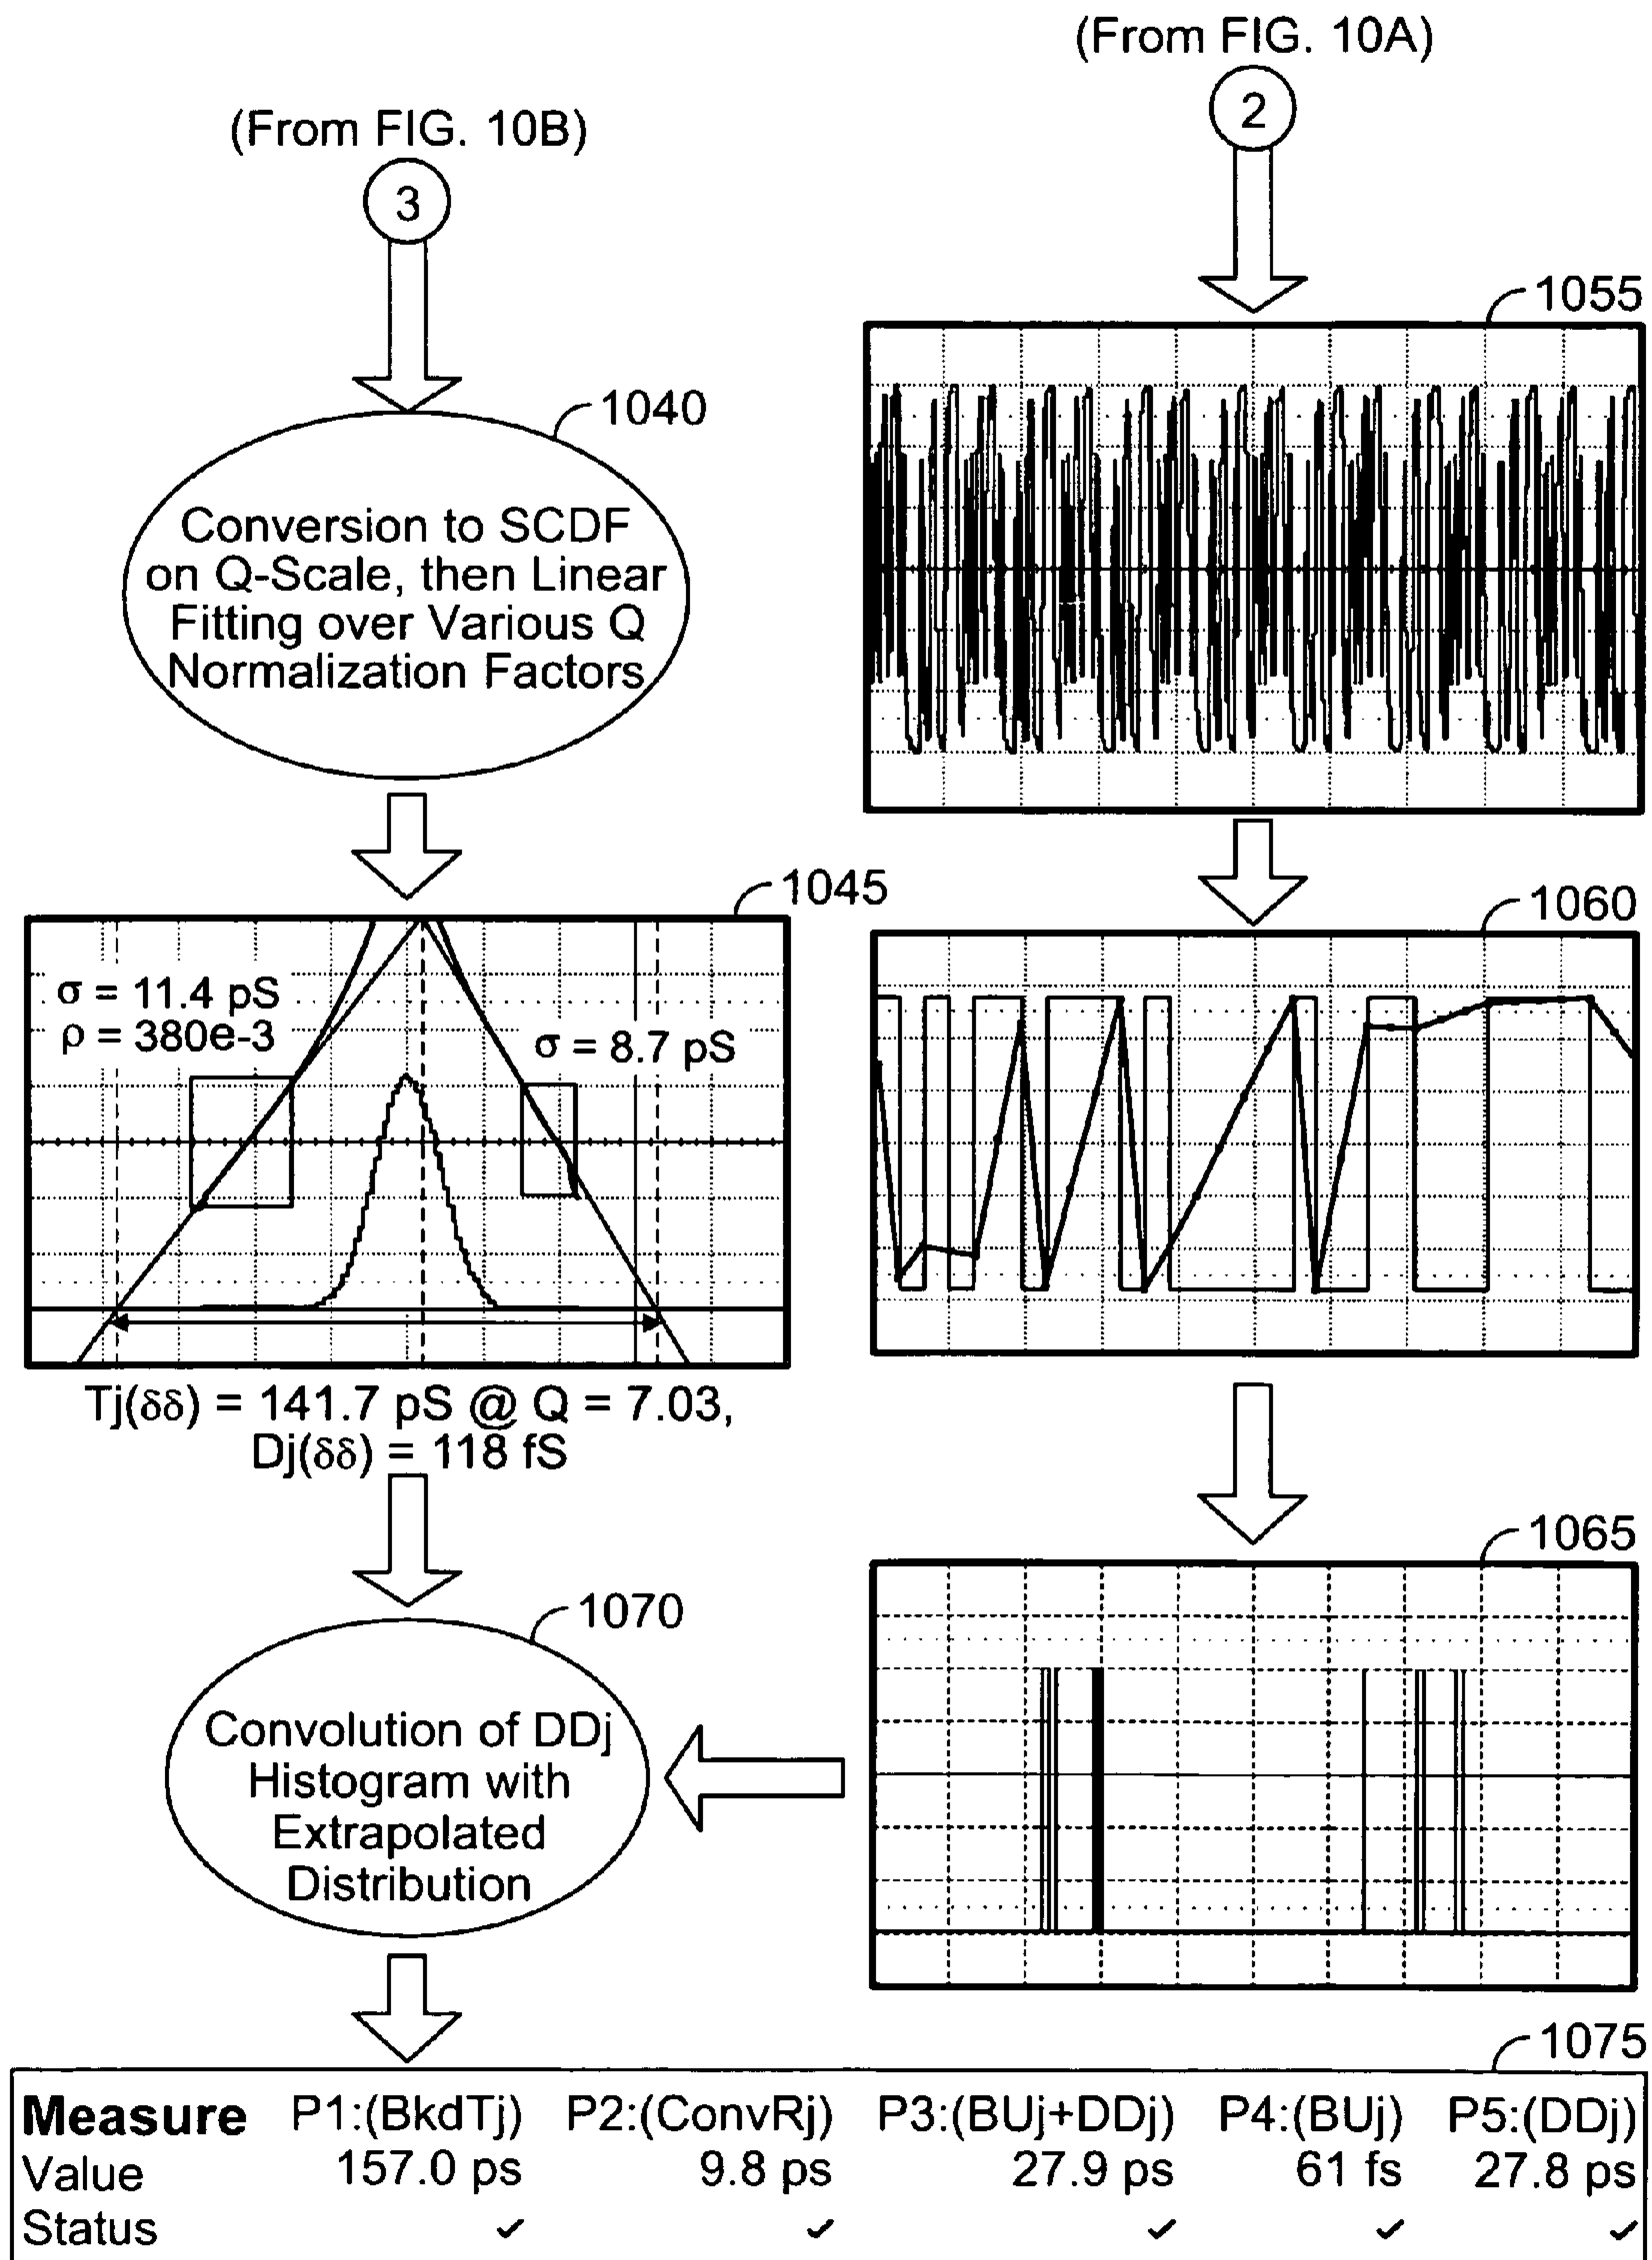 (From FIG. 10A)
2
(From FIG. 10B)
3
1055
1040
Conversion to SCDF
on Q-Scale, then Linear
Fitting over Various Q
Normalization Factors
1045
1060
σ = 11.4 pS
ρ = 380e-3
σ = 8.7 pS
Tj(δδ) = 141.7 pS @ Q = 7.03,
Dj(δδ) = 118 fS
1065
1070
Convolution of DDj
Histogram with
Extrapolated
Distribution
1075
Measure P1:(BkdTj) P2:(ConvRj) P3:(BUj+DDj) P4:(BUj) P5:(DDj)
Value 157.0 ps 9.8 ps 27.9 ps 61 fs 27.8 ps
Status ✓ ✓ ✓ ✓ ✓